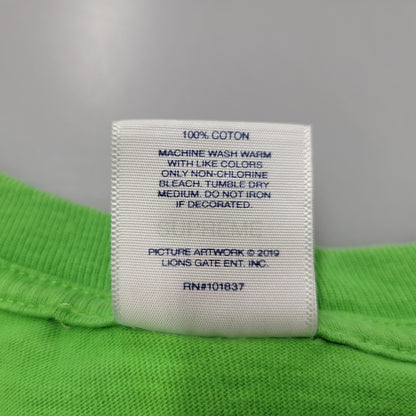 100% COTON
MACHINE WASH WARM
WITH LIKE COLORS
ONLY NON-CHLORINE
BLEACH. TUMBLE DRY
MEDIUM. DO NOT IRON
IF DECORATED.
SUPREME
PICTURE ARTWORK © 2019
LIONS GATE ENT. INC.
RN#101837